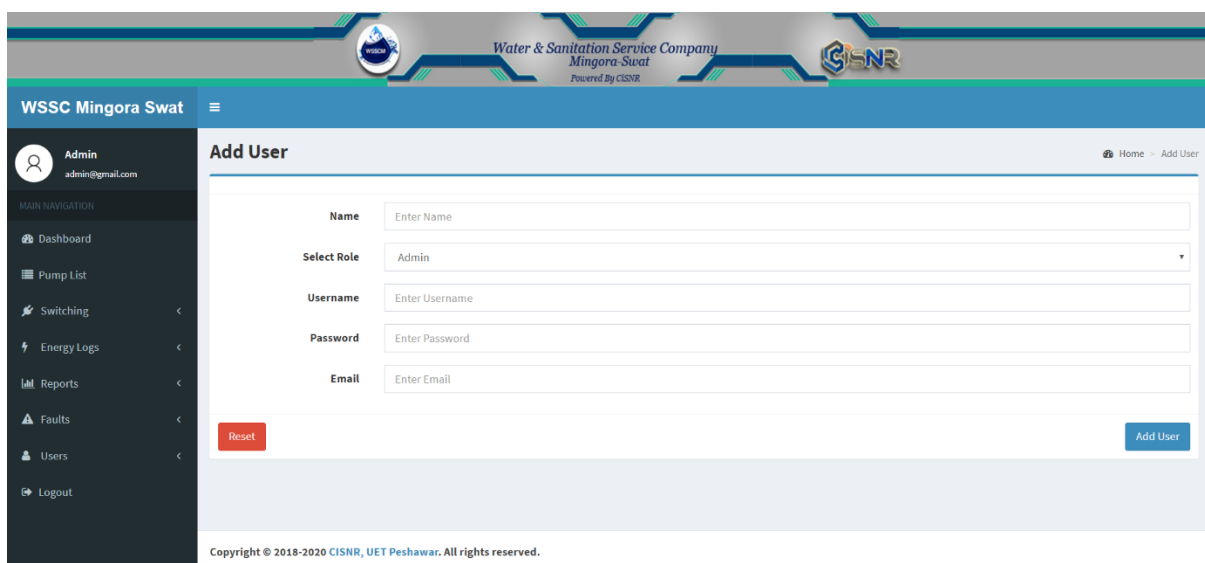 WSSCM
Water & Sanitation Service Company
Mingora-Swat
Powered By CISNR
CISNR
WSSC Mingora Swat
Admin
admin@gmail.com
Add User
Home > Add User
MAIN NAVIGATION
Dashboard
Pump List
Switching
Energy Logs
Reports
Faults
Users
Logout
Name Enter Name
Select Role Admin
Username Enter Username
Password Enter Password
Email Enter Email
Reset Add User
Copyright © 2018-2020 CISNR, UET Peshawar. All rights reserved.